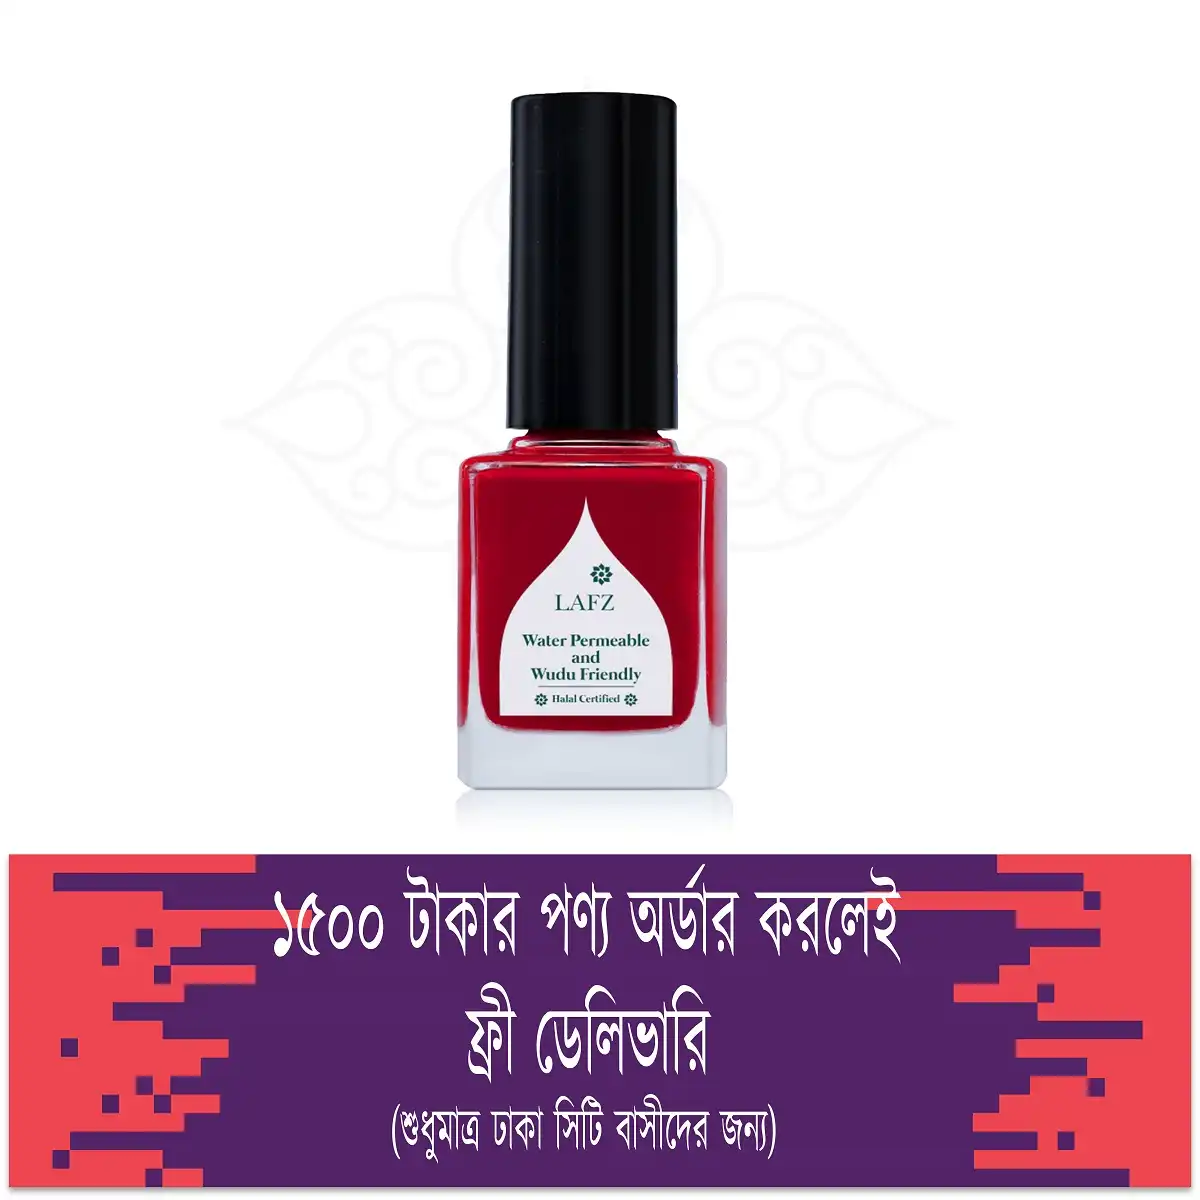 LAFZ
Water Permeable
and
Wudu Friendly
Halal Certified
১৫০০ টাকার পণ্য অর্ডার করলেই
ফ্রী ডেলিভারি
(শুধুমাত্র ঢাকা সিটি বাসীদের জন্য)